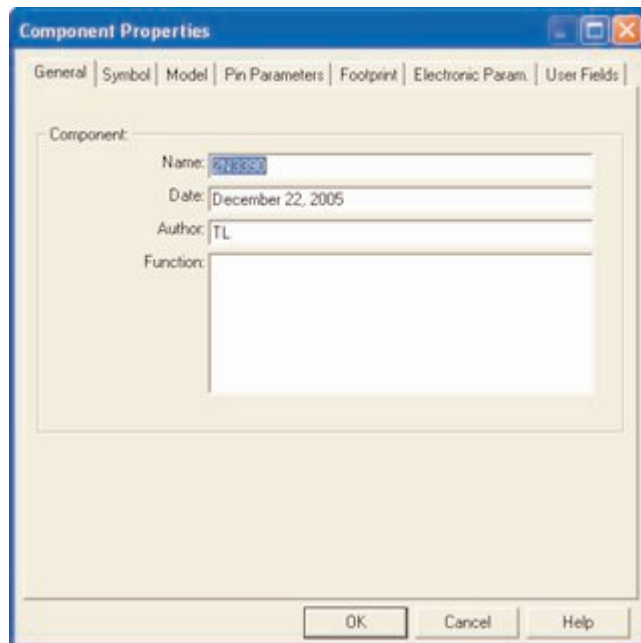 Component Properties
General Symbol Model Pin Parameters Footprint Electronic Param. User Fields
Component:
Name: 2N3390
Date: December 22, 2005
Author: TL
Function:
OK Cancel Help